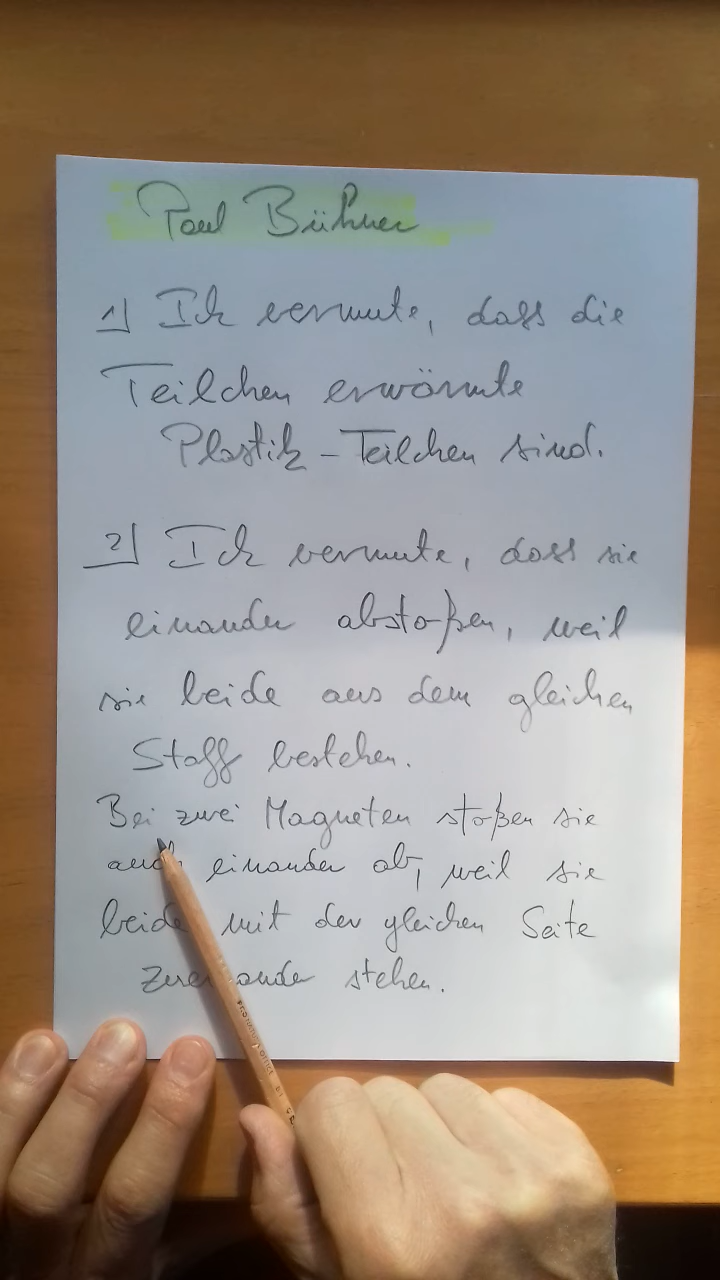 Paul Bühner
1) Ich vermute, dass die
Teilchen erwärmte
Plastik-Teilchen sind.
2) Ich vermute, dass sie
einander abstoßen, weil
sie beide aus dem gleichen
Stoff bestehen.
Bei zwei Magneten stoßen sie
auch einander ab, weil sie
beide mit der gleichen Seite
zueinander stehen.